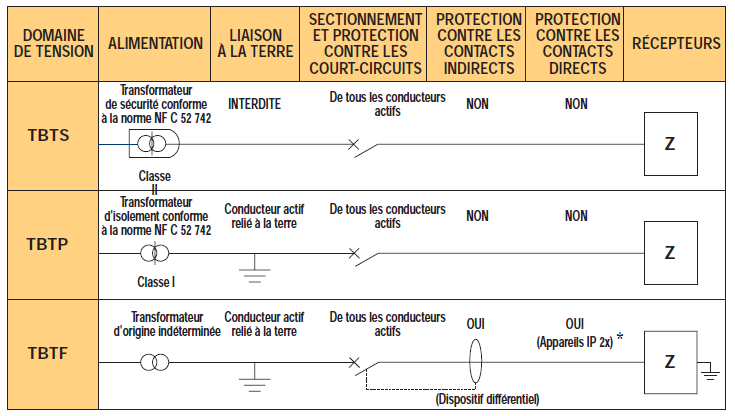 DOMAINE
DE TENSION
ALIMENTATION
LIAISON
À LA TERRE
SECTIONNEMENT
ET PROTECTION
CONTRE LES
COURT-CIRCUITS
PROTECTION
CONTRE LES
CONTACTS
INDIRECTS
PROTECTION
CONTRE LES
CONTACTS
DIRECTS
RÉCEPTEURS
TBTS
Transformateur
de sécurité conforme
à la norme NF C 52 742
Classe
II
INTERDITE
De tous les conducteurs
actifs
NON
NON
Z
TBTP
Transformateur
d'isolement conforme
à la norme NF C 52 742
Classe I
Conducteur actif
relié à la terre
De tous les conducteurs
actifs
NON
NON
Z
TBTF
Transformateur
d'origine indéterminée
Conducteur actif
relié à la terre
De tous les conducteurs
actifs
OUI
(Dispositif différentiel)
OUI
(Appareils IP 2x) *
Z